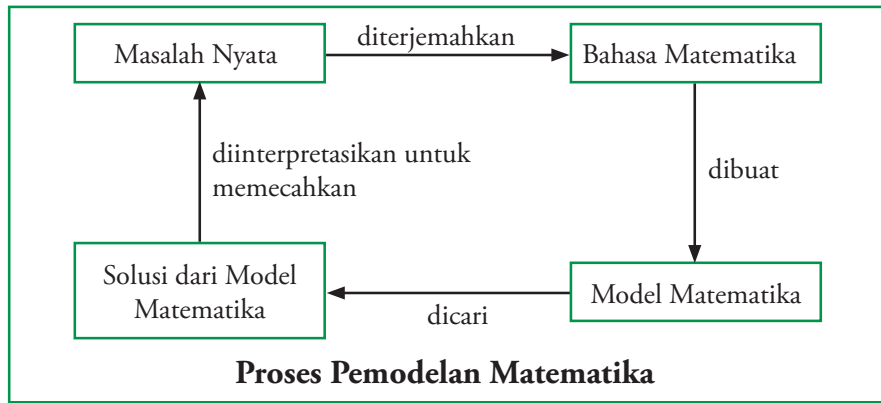 Masalah Nyata
diterjemahkan
Bahasa Matematika
diinterpretasikan untuk
memecahkan
dibuat
Solusi dari Model
Matematika
dicari
Model Matematika
Proses Pemodelan Matematika